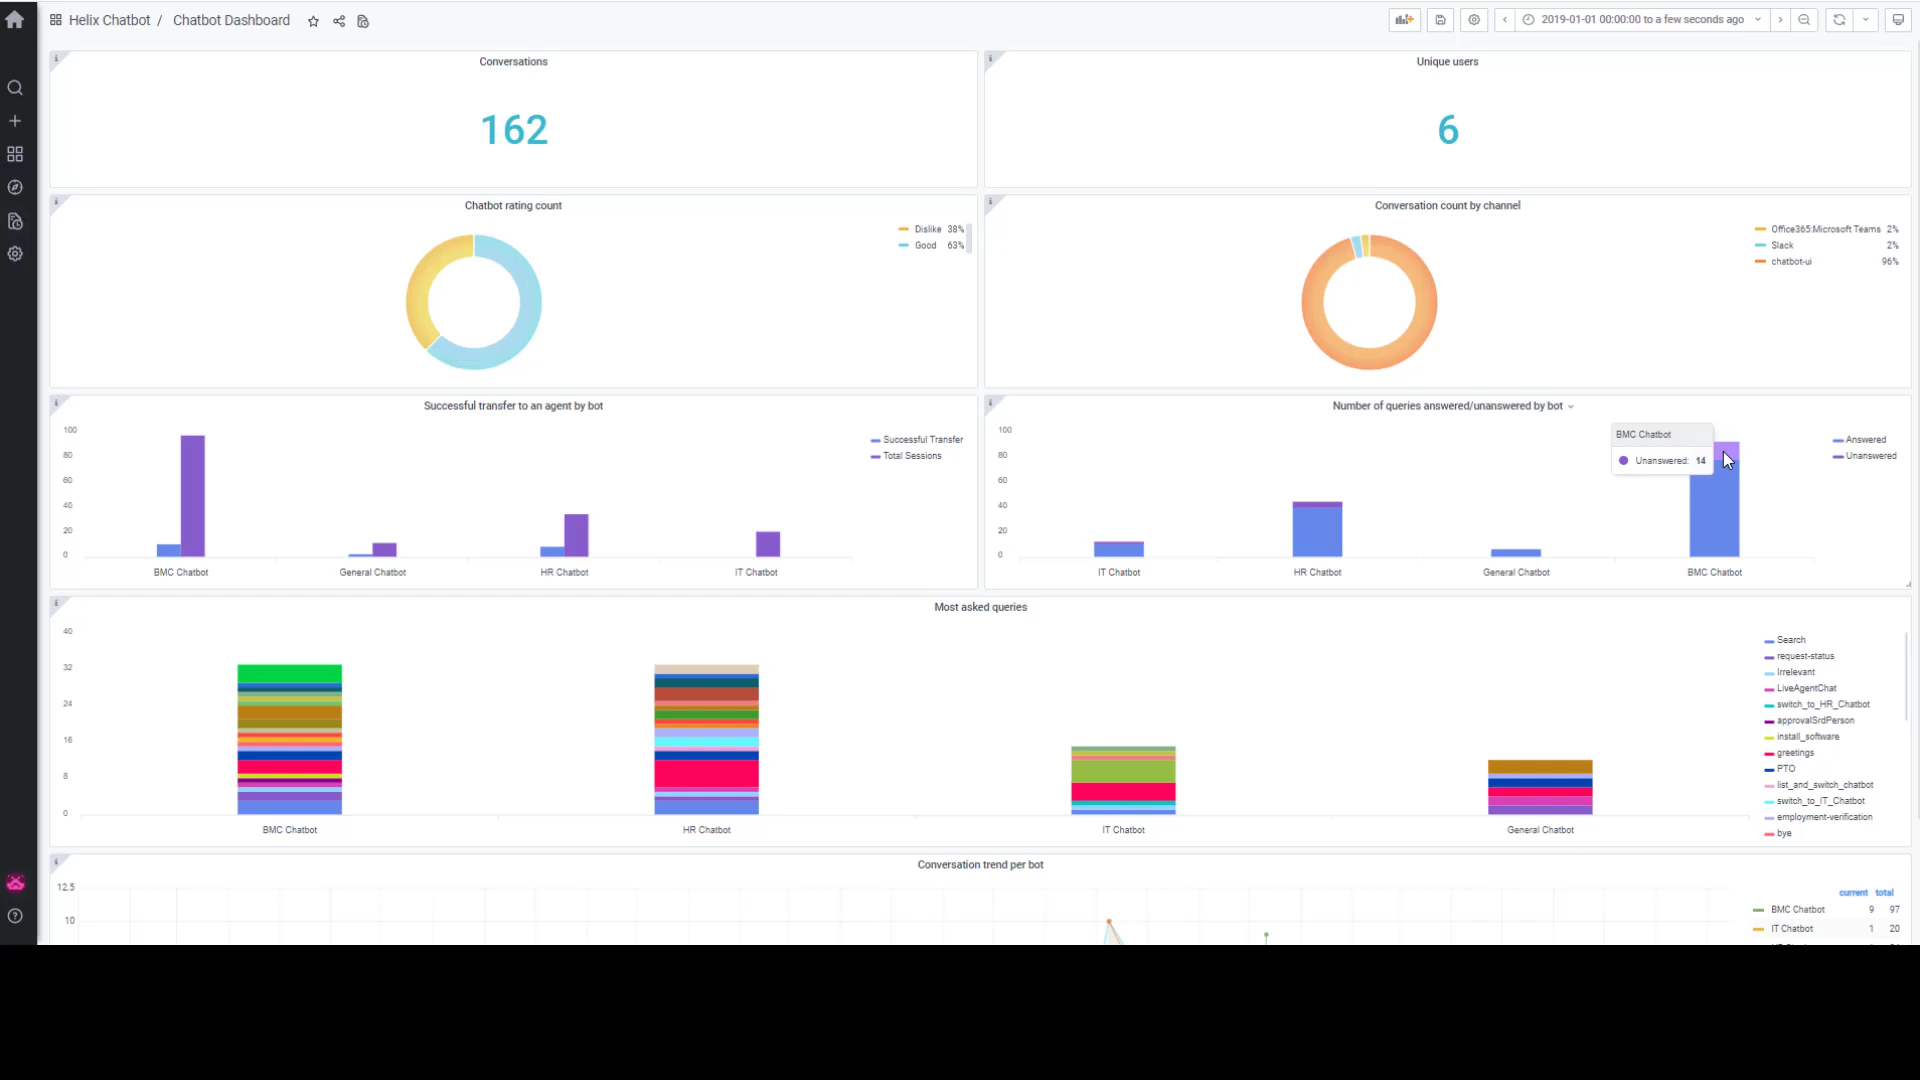 Helix Chatbot / Chatbot Dashboard
2019-01-01 00:00:00 to a few seconds ago
Conversations
162
Unique users
6
Chatbot rating count
Dislike 38%
Good 63%
Conversation count by channel
Office365:Microsoft Teams 2%
Slack 2%
chatbot-ui 96%
Successful transfer to an agent by bot
100
80
60
40
20
0
BMC Chatbot
General Chatbot
HR Chatbot
IT Chatbot
Successful Transfer
Total Sessions
Number of queries answered/unanswered by bot
100
80
60
40
20
0
IT Chatbot
HR Chatbot
General Chatbot
BMC Chatbot
BMC Chatbot
Unanswered: 14
Answered
Unanswered
Most asked queries
40
32
24
16
8
0
BMC Chatbot
HR Chatbot
IT Chatbot
General Chatbot
Search
request-status
Irrelevant
LiveAgentChat
switch_to_HR_Chatbot
approvalSrdPerson
install_software
greetings
PTO
list_and_switch_chatbot
switch_to_IT_Chatbot
employment-verification
bye
Conversation trend per bot
12.5
10
current total
BMC Chatbot 9 97
IT Chatbot 1 20